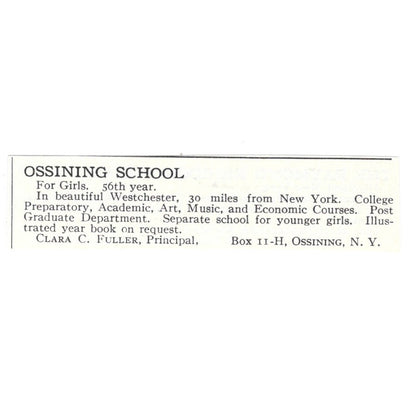 OSSINING SCHOOL
For Girls. 56th year.
In beautiful Westchester, 30 miles from New York. College
Preparatory, Academic, Art, Music, and Economic Courses. Post
Graduate Department. Separate school for younger girls. Illus-
trated year book on request.
CLARA C. FULLER, Principal, Box 11-H, OSSINING, N. Y.